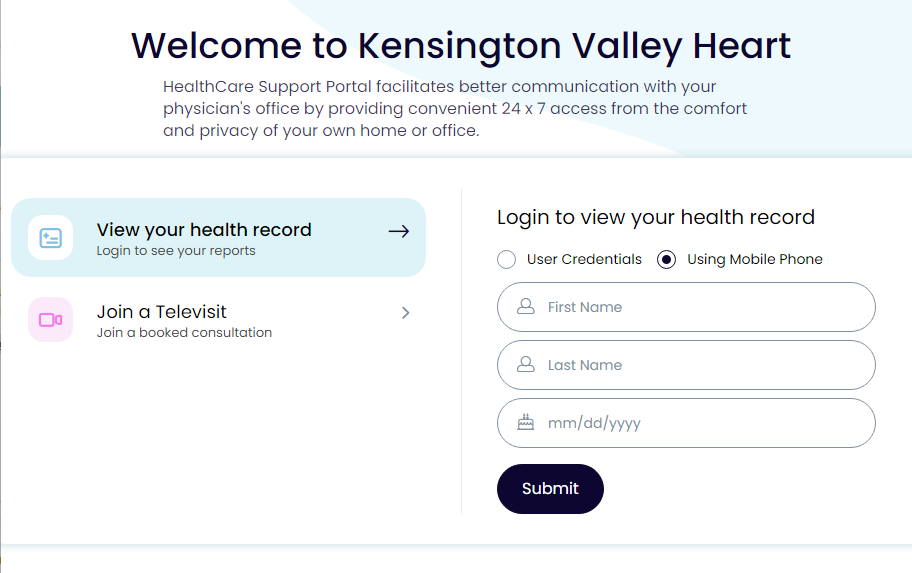 Welcome to Kensington Valley Heart
HealthCare Support Portal facilitates better communication with your
physician's office by providing convenient 24 x 7 access from the comfort
and privacy of your own home or office.
View your health record
Login to see your reports
Join a Televisit
Join a booked consultation
Login to view your health record
User Credentials
Using Mobile Phone
First Name
Last Name
mm/dd/yyyy
Submit